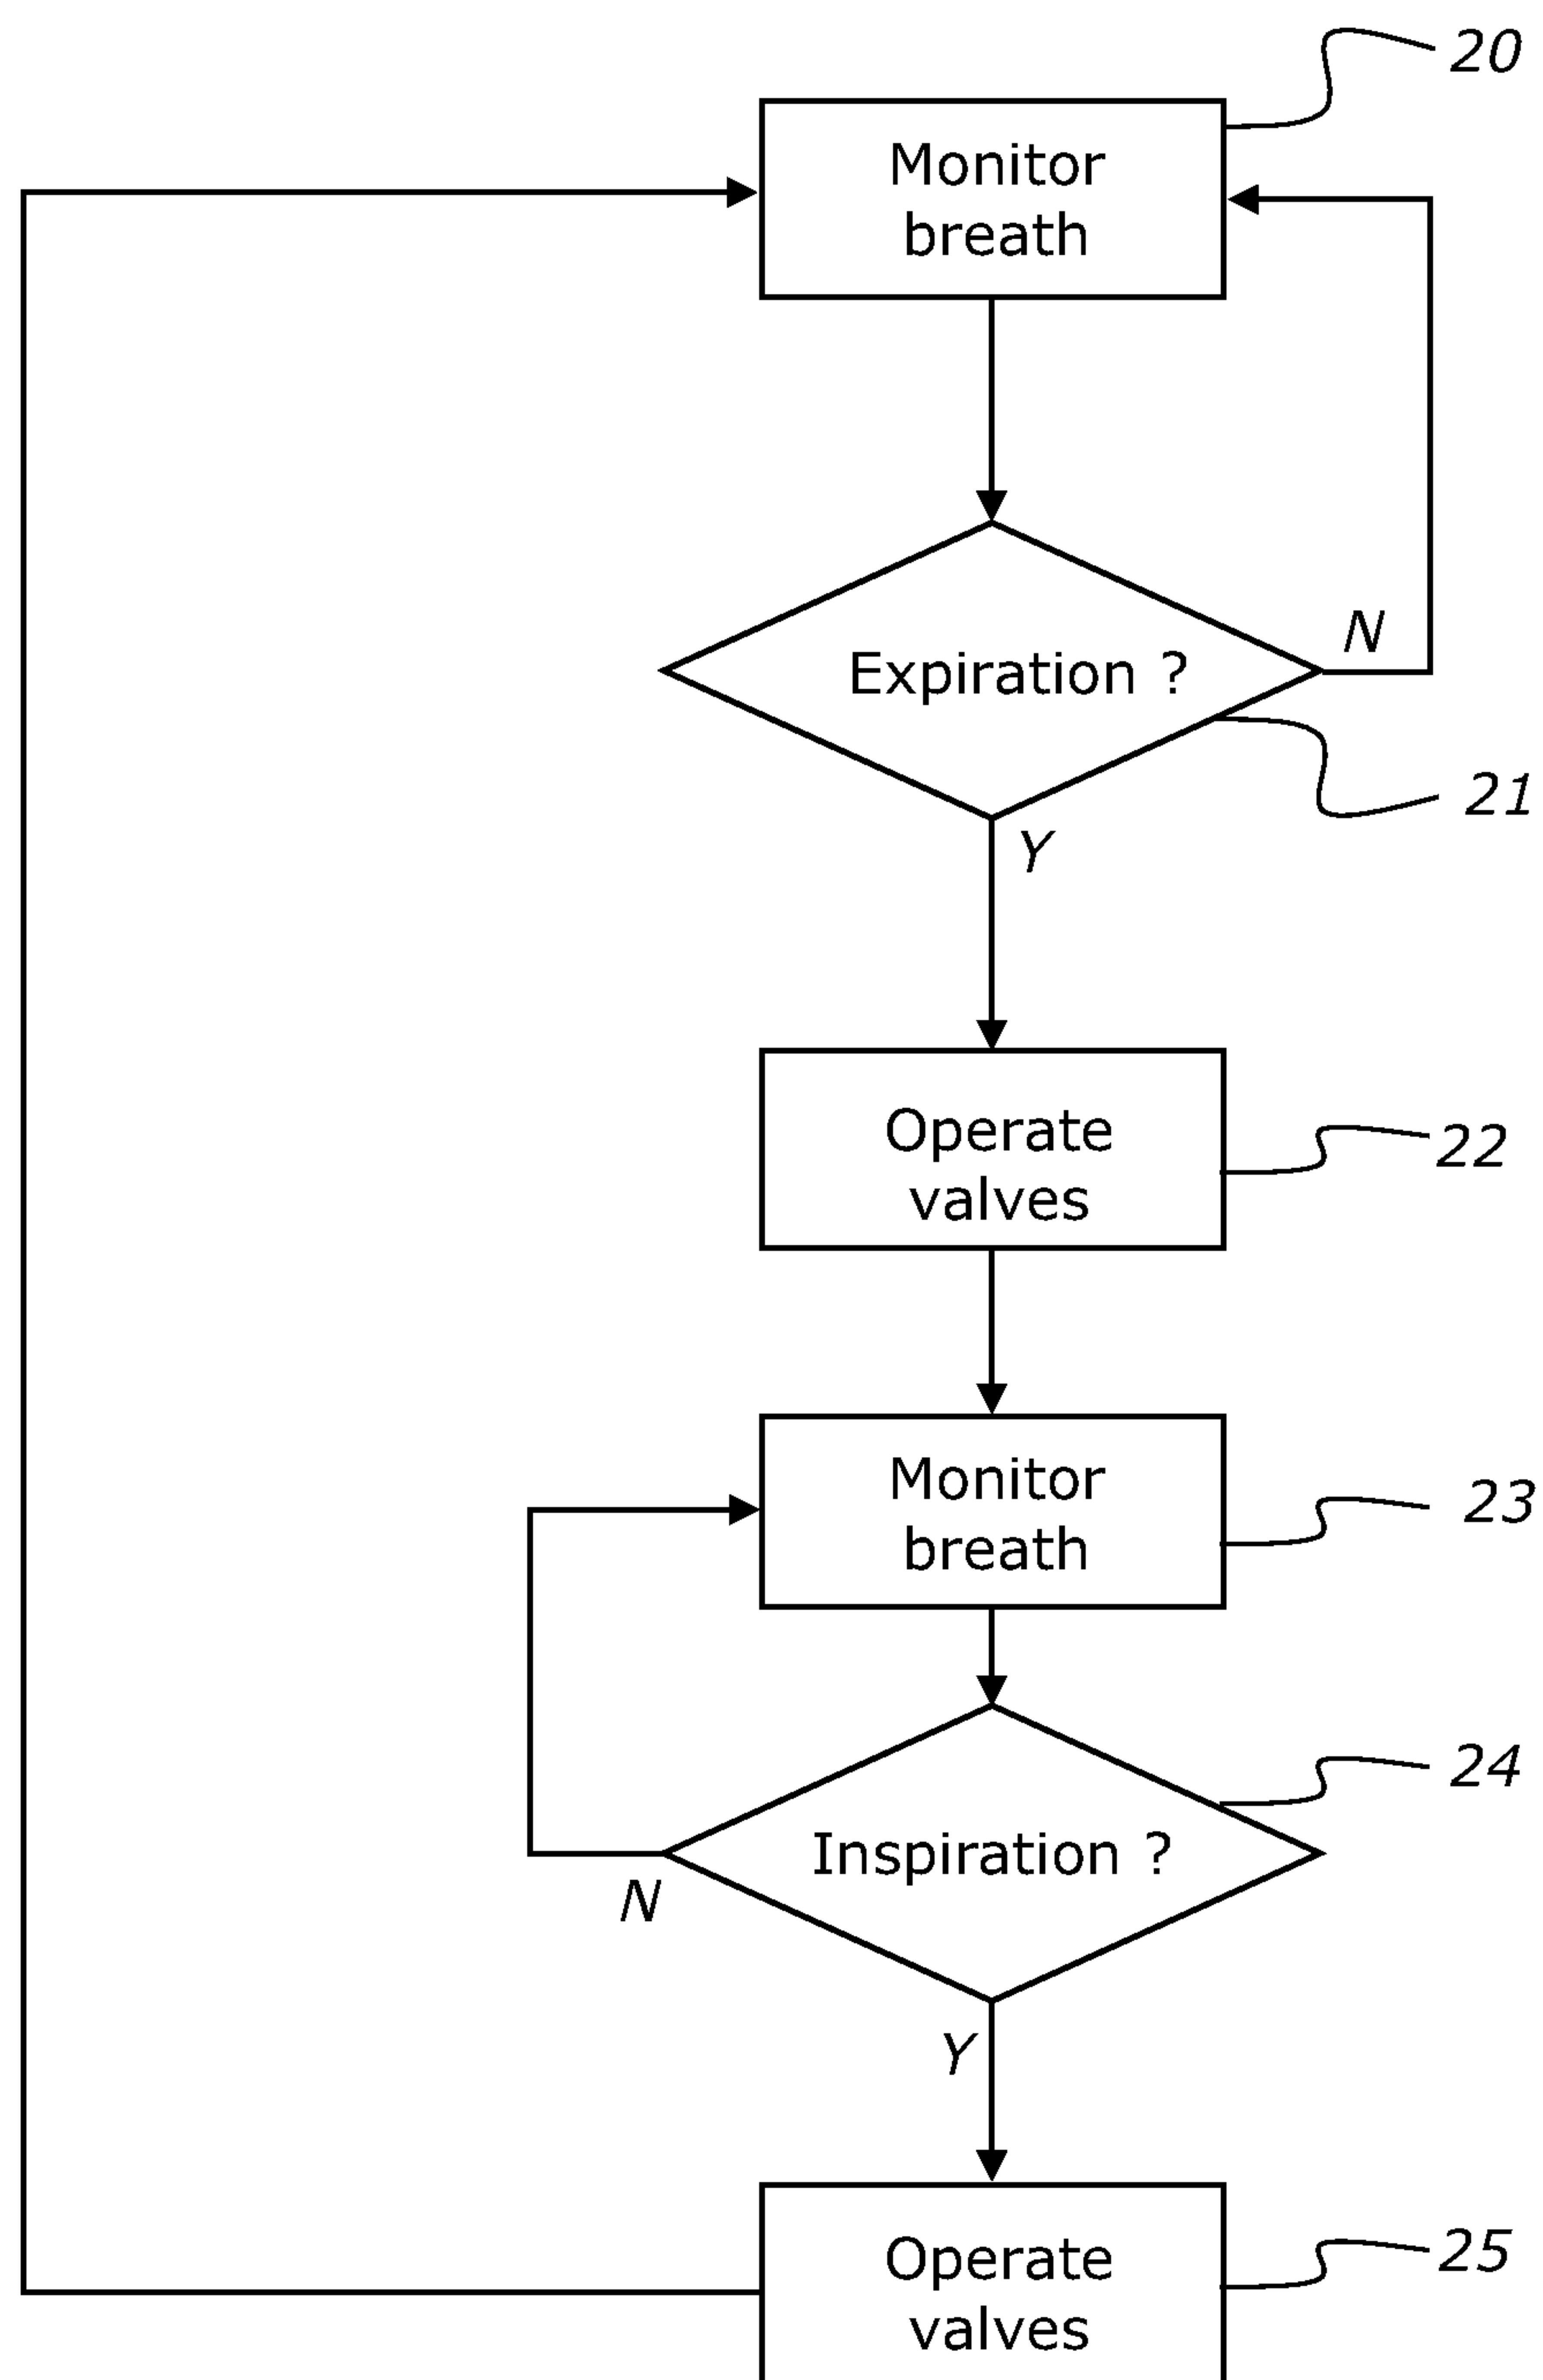 20
Monitor
breath
N
Expiration ?
21
Y
Operate
valves
22
Monitor
breath
23
24
Inspiration ?
N
Y
Operate
valves
25